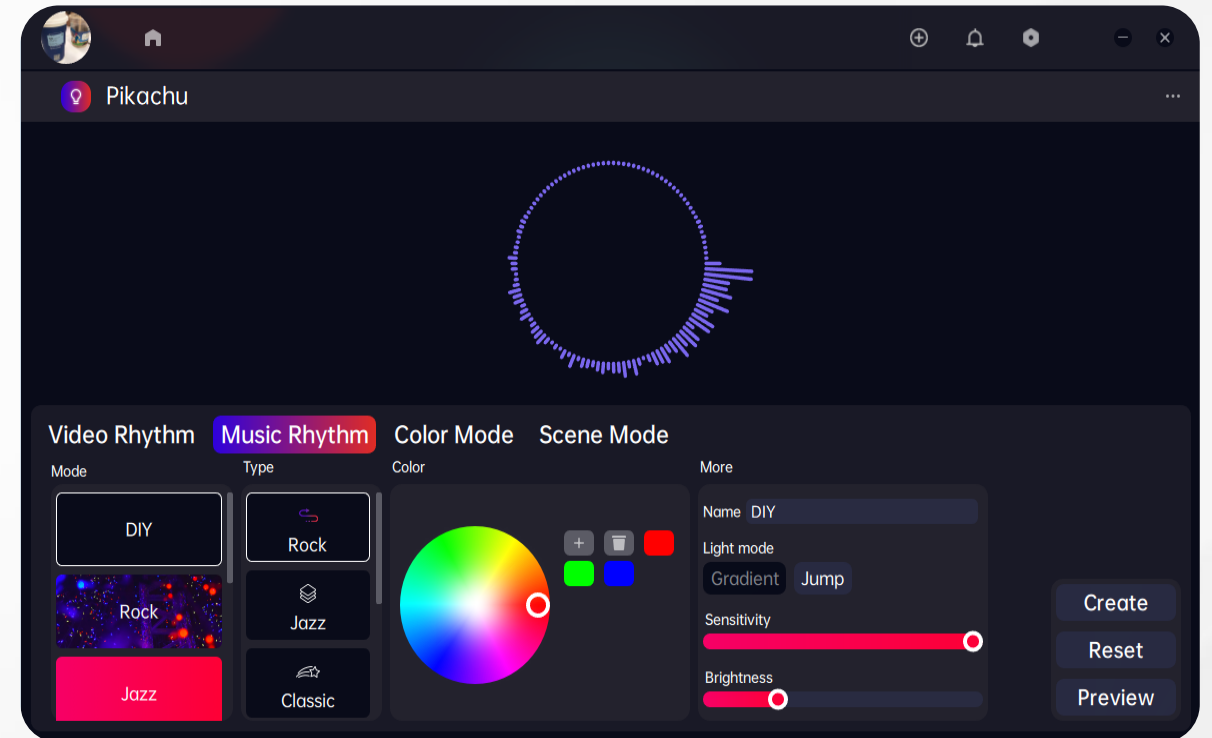 Pikachu
Video Rhythm Music Rhythm Color Mode Scene Mode
Mode Type Color More
DIY
Rock
Jazz
Rock
Jazz
Classic
Name DIY
Light mode
Gradient Jump
Sensitivity
Brightness
Create
Reset
Preview